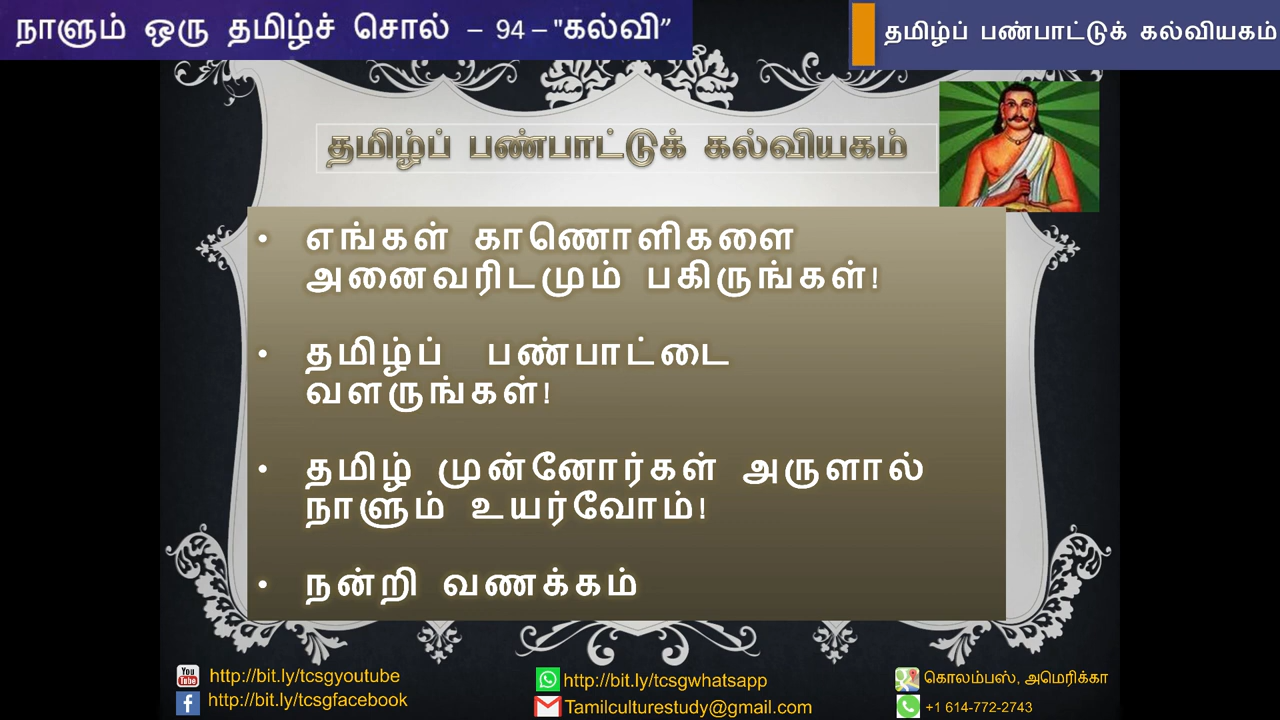 நாளும் ஒரு தமிழ்ச் சொல் – 94 – "கல்வி”
தமிழ்ப் பண்பாட்டுக் கல்வியகம்
தமிழ்ப் பண்பாட்டுக் கல்வியகம்
• எங்கள் காணொளிகளை
அனைவரிடமும் பகிருங்கள்!
• தமிழ்ப் பண்பாட்டை
வளருங்கள்!
• தமிழ் முன்னோர்கள் அருளால்
நாளும் உயர்வோம்!
• நன்றி வணக்கம்
You Tube http://bit.ly/tcsgyoutube
http://bit.ly/tcsgfacebook
http://bit.ly/tcsgwhatsapp
Tamilculturestudy@gmail.com
கொலம்பஸ், அமெரிக்கா
+1 614-772-2743